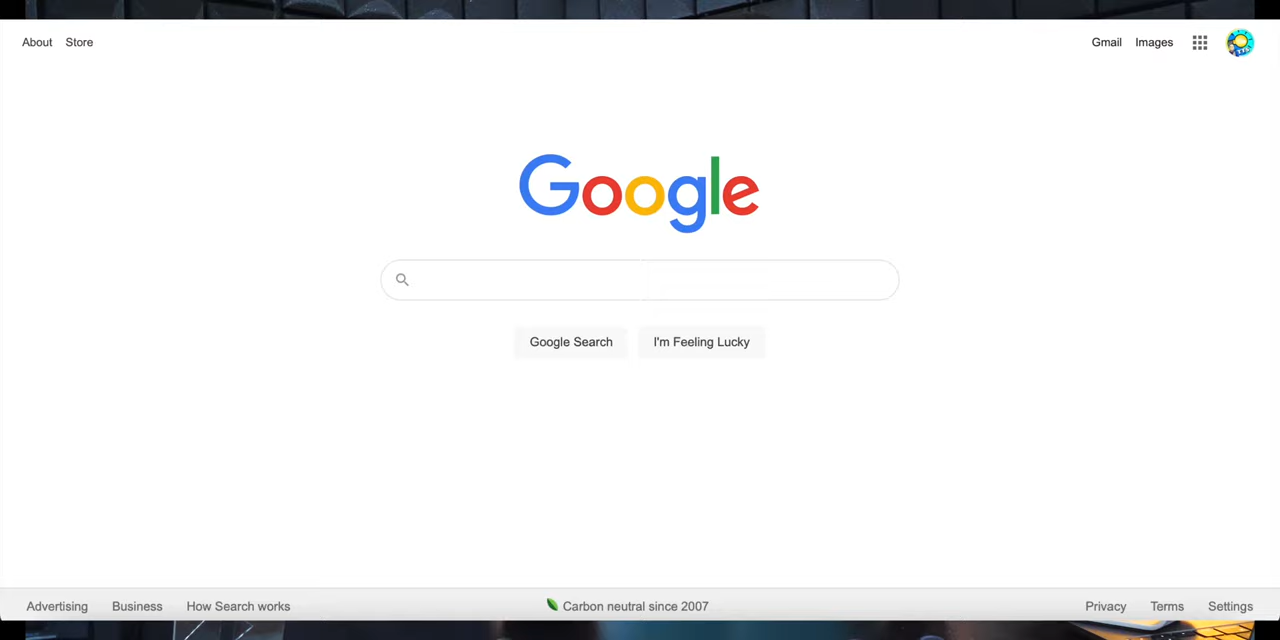 About Store
Gmail Images
Google
Google Search I'm Feeling Lucky
Advertising Business How Search works
Carbon neutral since 2007
Privacy Terms Settings